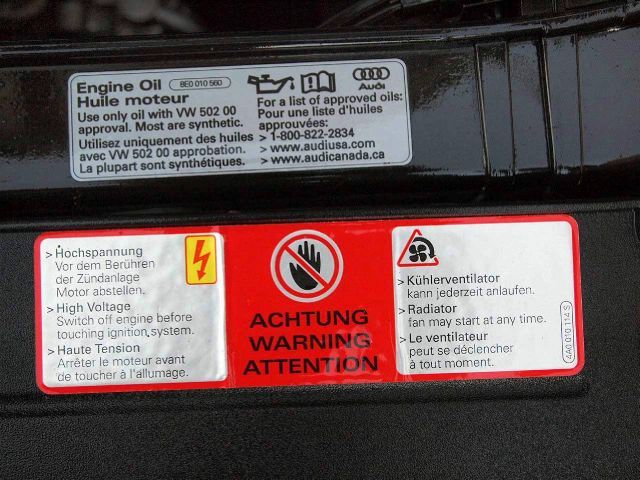 Engine Oil 8E0 010 560
Huile moteur
Use only oil with VW 502 00
approval. Most are synthetic.
Utilisez uniquement des huiles
avec VW 502 00 approbation.
La plupart sont synthétiques.
Audi
For a list of approved oils:
Pour une liste d'huiles
approuvées:
> 1-800-822-2834
> www.audiusa.com
> www.audicanada.ca
> Hochspannung
Vor dem Berühren
der Zündanlage
Motor abstellen.
> High Voltage
Switch off engine before
touching ignition system.
> Haute Tension
Arrêter le moteur avant
de toucher à l'allumage.
ACHTUNG
WARNING
ATTENTION
> Kühlerventilator
kann jederzeit anlaufen.
> Radiator
fan may start at any time.
> Le ventilateur
peut se déclencher
à tout moment.
4A0 010 114 S